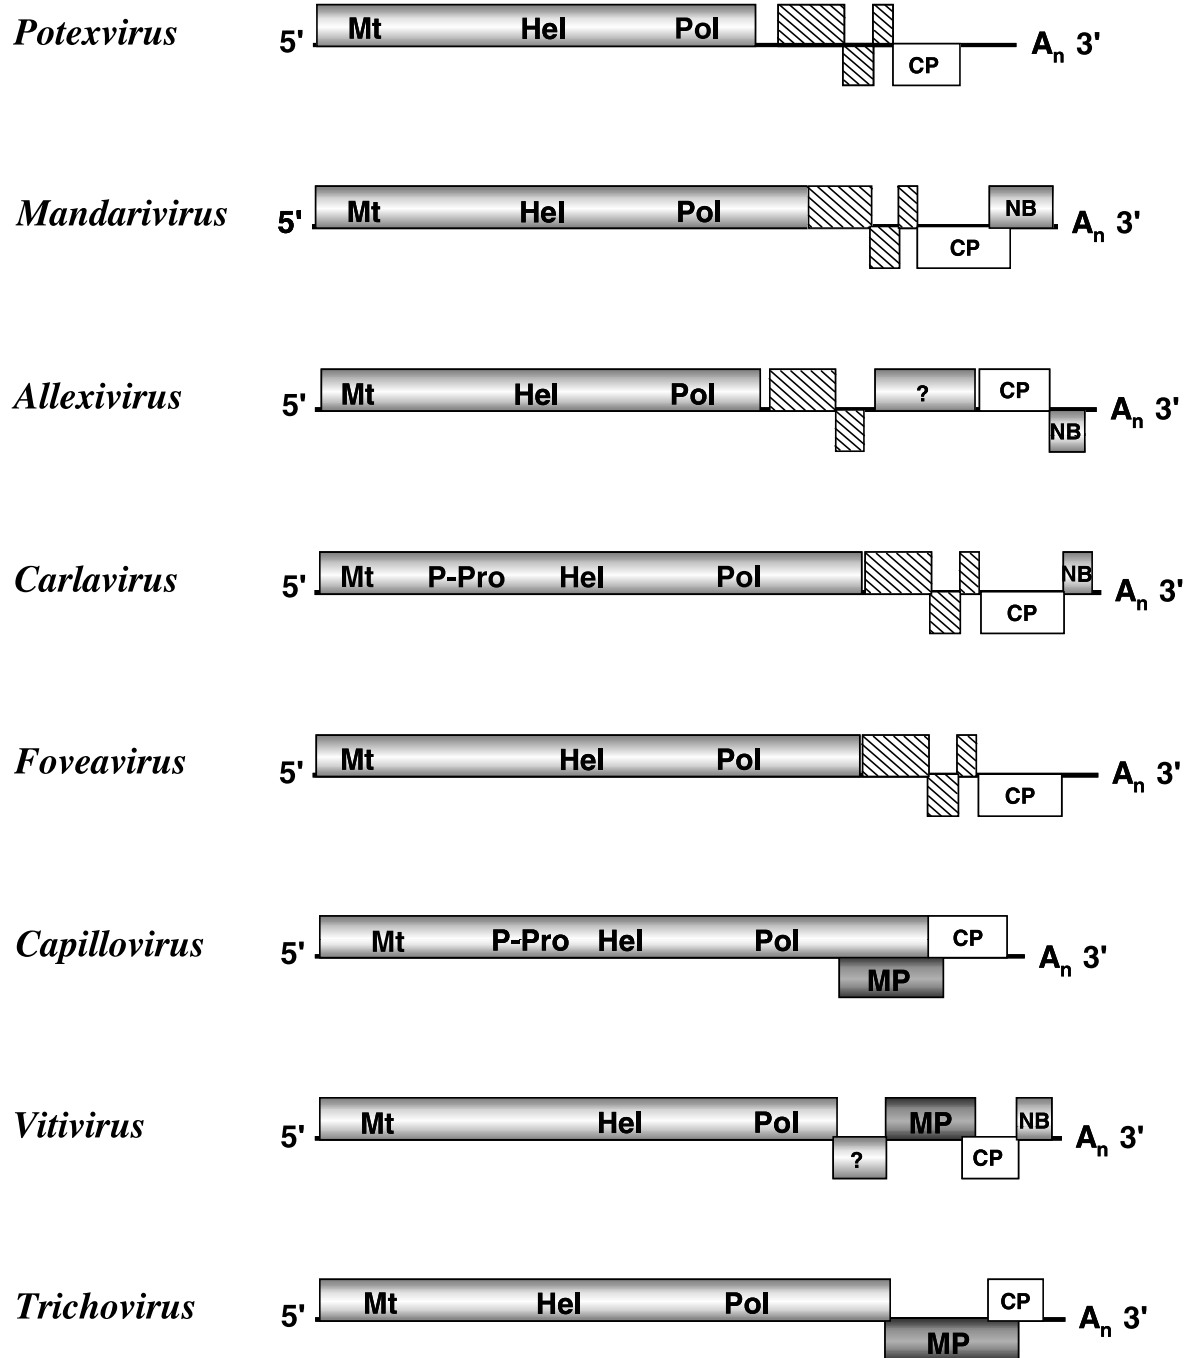 Potexvirus 5' Mt Hel Pol CP An 3'
Mandarivirus 5' Mt Hel Pol CP NB An 3'
Allexivirus 5' Mt Hel Pol ? CP NB An 3'
Carlavirus 5' Mt P-Pro Hel Pol CP NB An 3'
Foveavirus 5' Mt Hel Pol CP An 3'
Capillovirus 5' Mt P-Pro Hel Pol MP CP An 3'
Vitivirus 5' Mt Hel Pol ? MP CP NB An 3'
Trichovirus 5' Mt Hel Pol MP CP An 3'